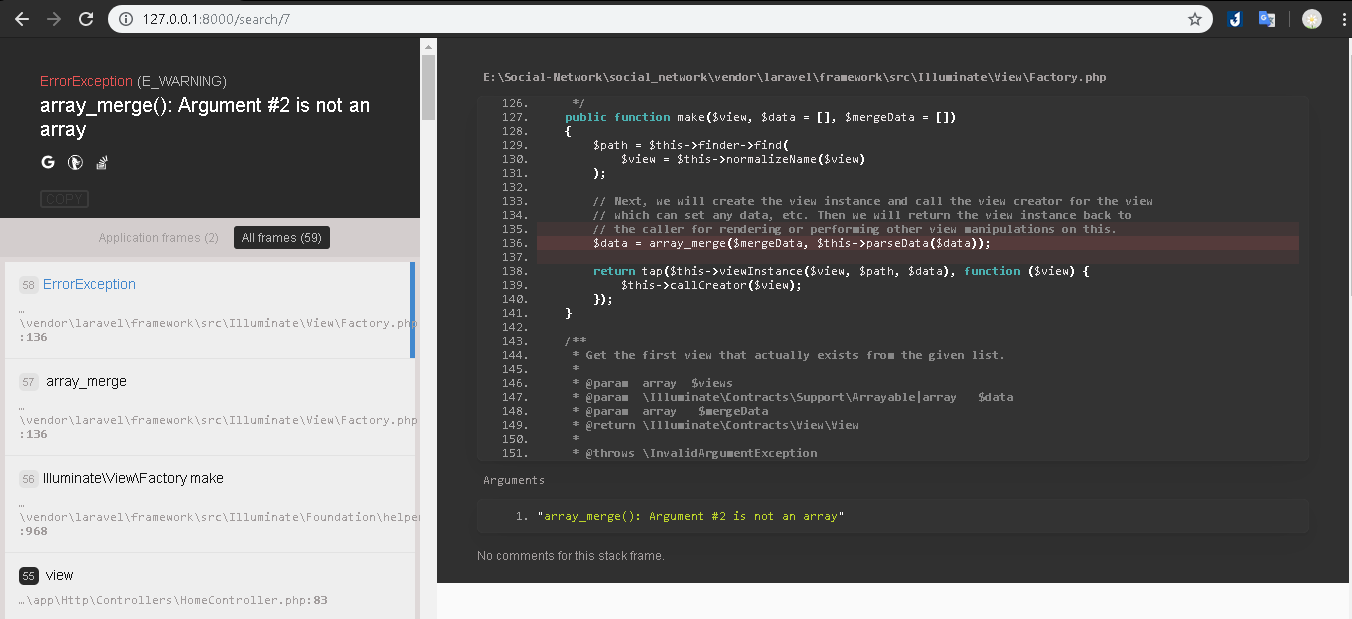 127.0.0.1:8000/search/7
ErrorException (E_WARNING)
array_merge(): Argument #2 is not an
array
COPY
Application frames (2)
All frames (59)
58 ErrorException
…
\vendor\laravel\framework\src\Illuminate\View\Factory.php
:136
57 array_merge
…
\vendor\laravel\framework\src\Illuminate\View\Factory.php
:136
56 Illuminate\View\Factory make
…
\vendor\laravel\framework\src\Illuminate\Foundation\helpe
:968
55 view
…\app\Http\Controllers\HomeController.php:83
E:\Social-Network\social_network\vendor\laravel\framework\src\Illuminate\View\Factory.php
126. */
127. public function make($view, $data = [], $mergeData = [])
128. {
129. $path = $this->finder->find(
130. $view = $this->normalizeName($view)
131. );
132.
133. // Next, we will create the view instance and call the view creator for the view
134. // which can set any data, etc. Then we will return the view instance back to
135. // the caller for rendering or performing other view manipulations on this.
136. $data = array_merge($mergeData, $this->parseData($data));
137.
138. return tap($this->viewInstance($view, $path, $data), function ($view) {
139. $this->callCreator($view);
140. });
141. }
142.
143. /**
144. * Get the first view that actually exists from the given list.
145. *
146. * @param array $views
147. * @param \Illuminate\Contracts\Support\Arrayable|array $data
148. * @param array $mergeData
149. * @return \Illuminate\Contracts\View\View
150. *
151. * @throws \InvalidArgumentException
Arguments
1. "array_merge(): Argument #2 is not an array"
No comments for this stack frame.